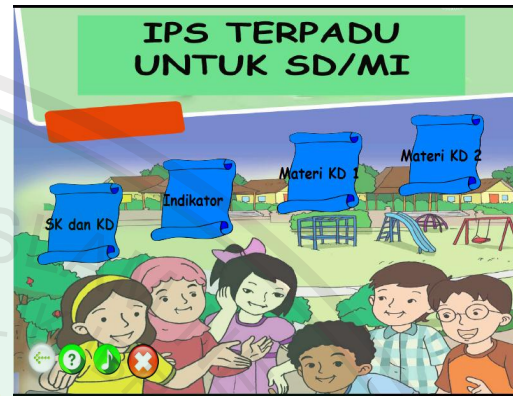 IPS TERPADU
UNTUK SD/MI
SK dan KD
Indikator
Materi KD 1
Materi KD 2
?